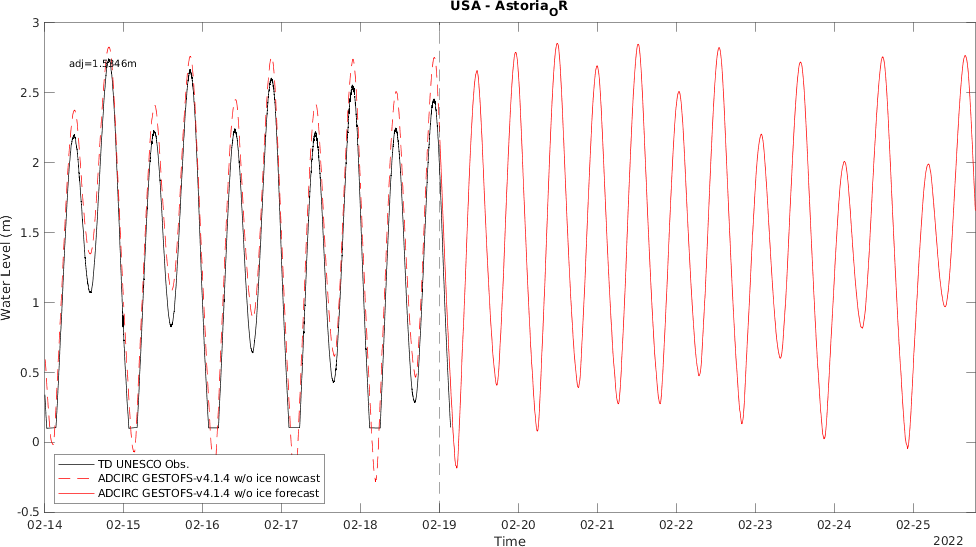 USA - Astoria_OR
3
adj=1.5846m
2.5
2
1.5
1
0.5
0
-0.5
Water Level (m)
TD UNESCO Obs.
ADCIRC GESTOFS-v4.1.4 w/o ice nowcast
ADCIRC GESTOFS-v4.1.4 w/o ice forecast
02-14 02-15 02-16 02-17 02-18 02-19 02-20 02-21 02-22 02-23 02-24 02-25
Time
2022